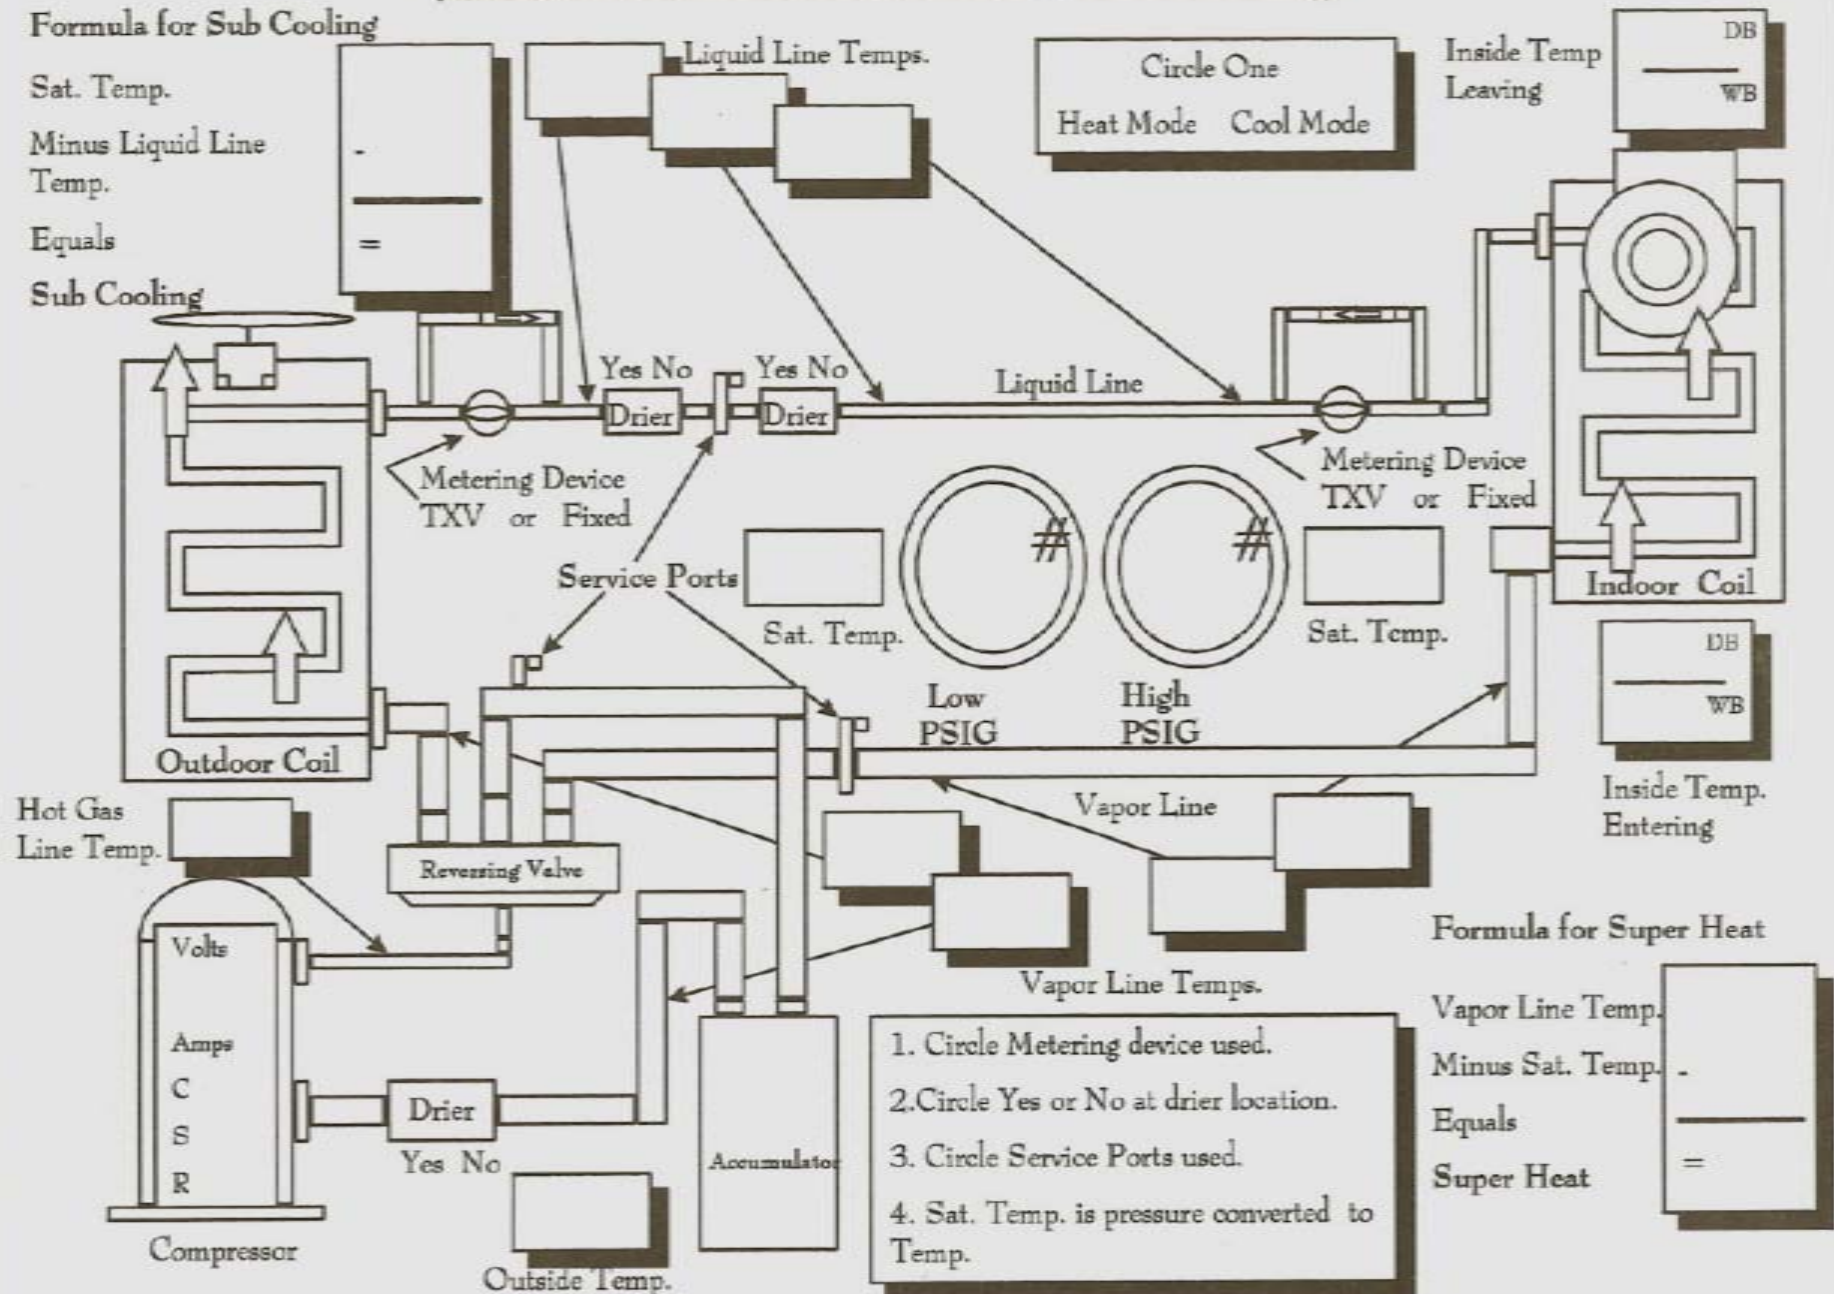 Formula for Sub Cooling
Sat. Temp.
Minus Liquid Line
Temp.
-
Equals
=
Sub Cooling
Liquid Line Temps.
Circle One
Heat Mode Cool Mode
Inside Temp
Leaving
DB
WB
Yes No
Drier
Yes No
Drier
Liquid Line
Metering Device
TXV or Fixed
Metering Device
TXV or Fixed
Service Ports
Sat. Temp.
#
#
Sat. Temp.
Low
PSIG
High
PSIG
Indoor Coil
DB
WB
Inside Temp.
Entering
Outdoor Coil
Hot Gas
Line Temp.
Reversing Valve
Vapor Line
Vapor Line Temps.
Volts
Amps
C
S
R
Compressor
Drier
Yes No
Outside Temp.
Accumulator
1. Circle Metering device used.
2.Circle Yes or No at drier location.
3. Circle Service Ports used.
4. Sat. Temp. is pressure converted to
Temp.
Formula for Super Heat
Vapor Line Temp.
Minus Sat. Temp.
-
Equals
=
Super Heat